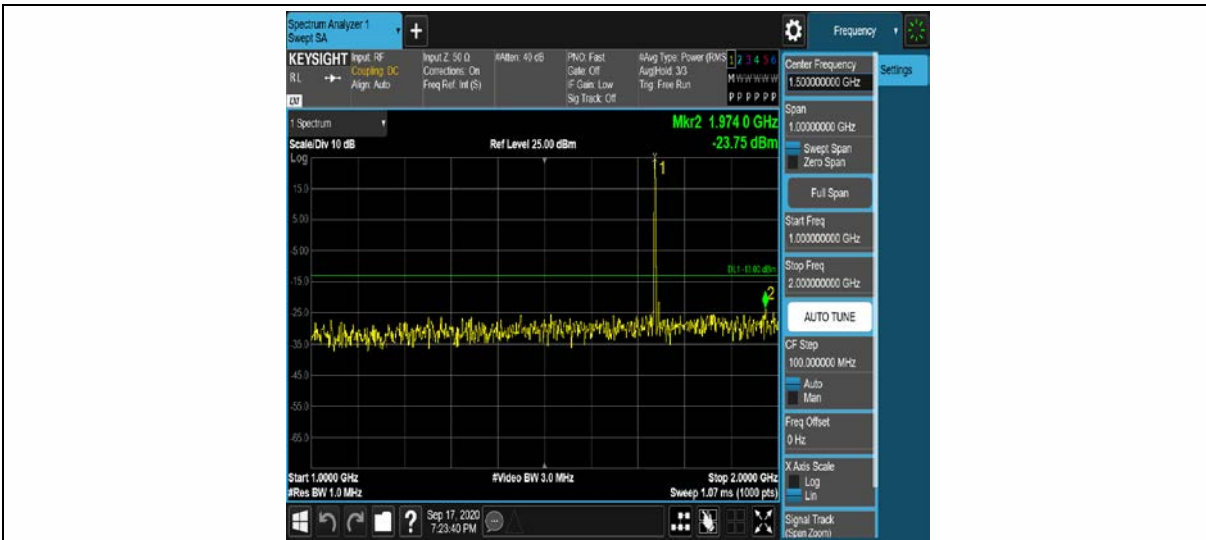 Spectrum Analyzer 1
Swept SA
+
Frequency
KEYSIGHT
RL
Input: RF
Coupling: DC
Align: Auto
Input Z: 50 Ω
Corrections: On
Freq Ref: Int (S)
#Atten: 40 dB
PNO: Fast
Gate: Off
IF Gain: Low
Sig Track: Off
#Avg Type: Power (RMS
Avg|Hold: 3/3
Trig: Free Run
1 2 3 4 5 6
M W W W W W
P P P P P P
LXI
1 Spectrum
Mkr2 1.974 0 GHz
Scale/Div 10 dB
Ref Level 25.00 dBm
-23.75 dBm
Log
1
15.0
5.00
-5.00
DL1 -13.00 dBm
-15.0
2
-25.0
-35.0
-45.0
-55.0
-65.0
Start 1.0000 GHz
#Video BW 3.0 MHz
Stop 2.0000 GHz
#Res BW 1.0 MHz
Sweep 1.07 ms (1000 pts)
Sep 17, 2020
7:23:40 PM
?
Center Frequency
1.500000000 GHz
Settings
Span
1.00000000 GHz
Swept Span
Zero Span
Full Span
Start Freq
1.000000000 GHz
Stop Freq
2.000000000 GHz
AUTO TUNE
CF Step
100.000000 MHz
Auto
Man
Freq Offset
0 Hz
X Axis Scale
Log
Lin
Signal Track
(Span Zoom)